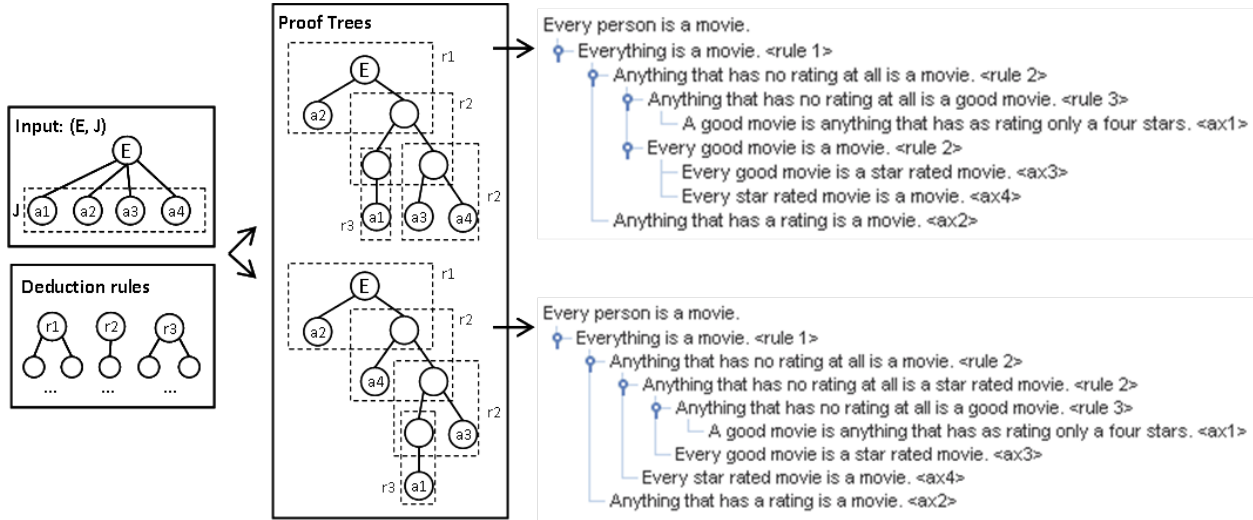 Input: (E, J)
E
J
a1 a2 a3 a4
Deduction rules
r1 r2 r3
... ... ...
Proof Trees
r1
E
a2
r2
r2
a1 a3 a4
r3
r1
E
a2
r2
a4
r2
a3
r3
a1
Every person is a movie.
Everything is a movie. <rule 1>
Anything that has no rating at all is a movie. <rule 2>
Anything that has no rating at all is a good movie. <rule 3>
A good movie is anything that has as rating only a four stars. <ax1>
Every good movie is a movie. <rule 2>
Every good movie is a star rated movie. <ax3>
Every star rated movie is a movie. <ax4>
Anything that has a rating is a movie. <ax2>
Every person is a movie.
Everything is a movie. <rule 1>
Anything that has no rating at all is a movie. <rule 2>
Anything that has no rating at all is a star rated movie. <rule 2>
Anything that has no rating at all is a good movie. <rule 3>
A good movie is anything that has as rating only a four stars. <ax1>
Every good movie is a star rated movie. <ax3>
Every star rated movie is a movie. <ax4>
Anything that has a rating is a movie. <ax2>